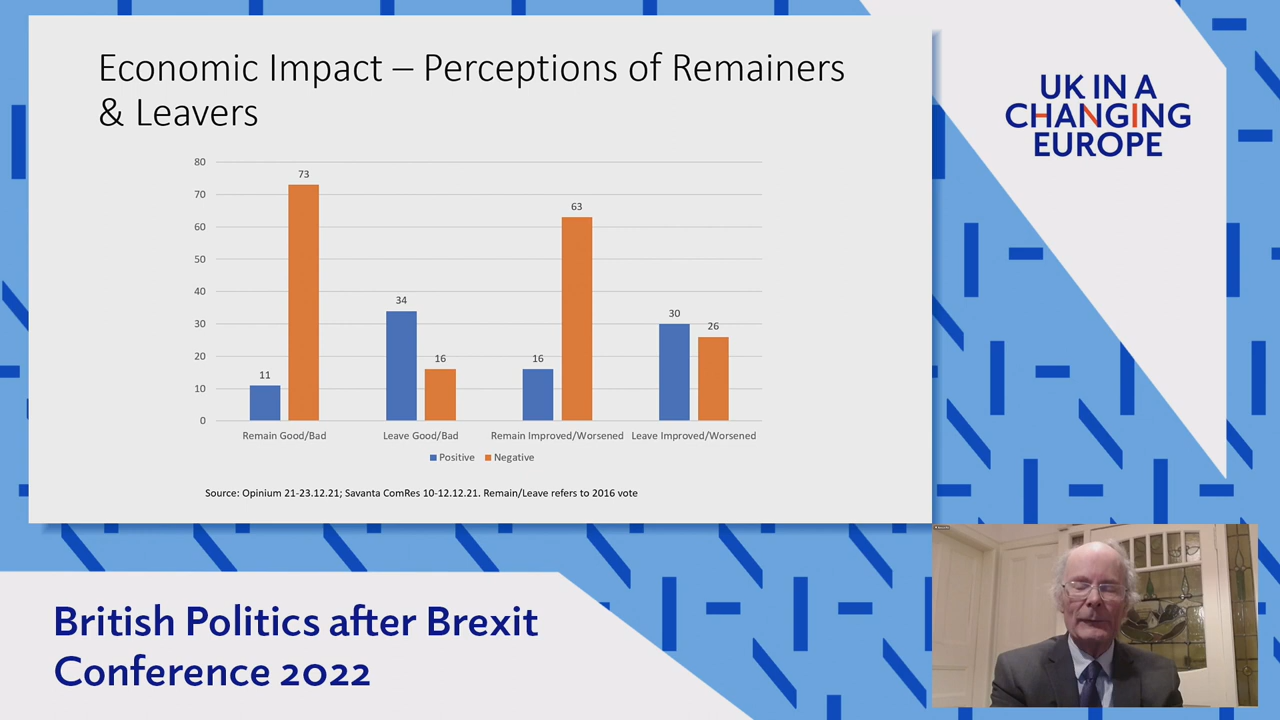 Economic Impact – Perceptions of Remainers
& Leavers
80
70
60
50
40
30
20
10
0
11
73
34
16
16
63
30
26
Remain Good/Bad
Leave Good/Bad
Remain Improved/Worsened
Leave Improved/Worsened
Positive
Negative
Source: Opinium 21-23.12.21; Savanta ComRes 10-12.12.21. Remain/Leave refers to 2016 vote
UK IN A
CHANGING
EUROPE
British Politics after Brexit
Conference 2022